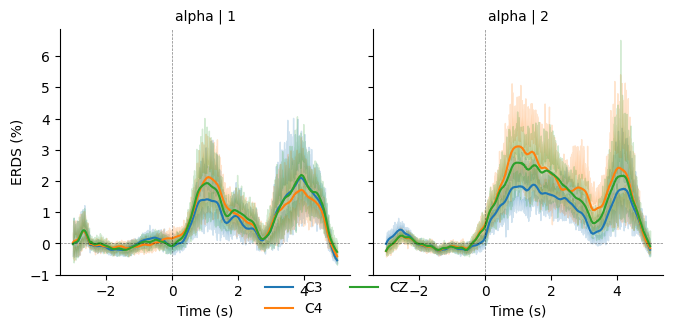 alpha | 1
alpha | 2
ERDS (%)
6
5
4
3
2
1
0
−1
−2 0 2 4
−2 0 2 4
Time (s)
Time (s)
C3 CZ
C4